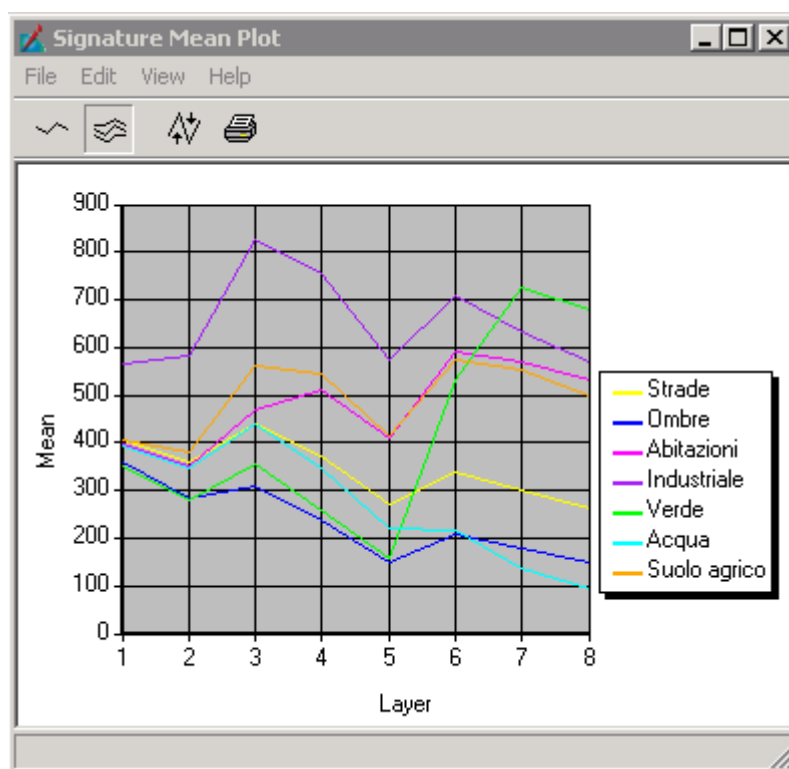 Signature Mean Plot
File Edit View Help
900
800
700
600
500
400
300
200
100
0
Mean
1 2 3 4 5 6 7 8
Layer
Strade
Ombre
Abitazioni
Industriale
Verde
Acqua
Suolo agrico